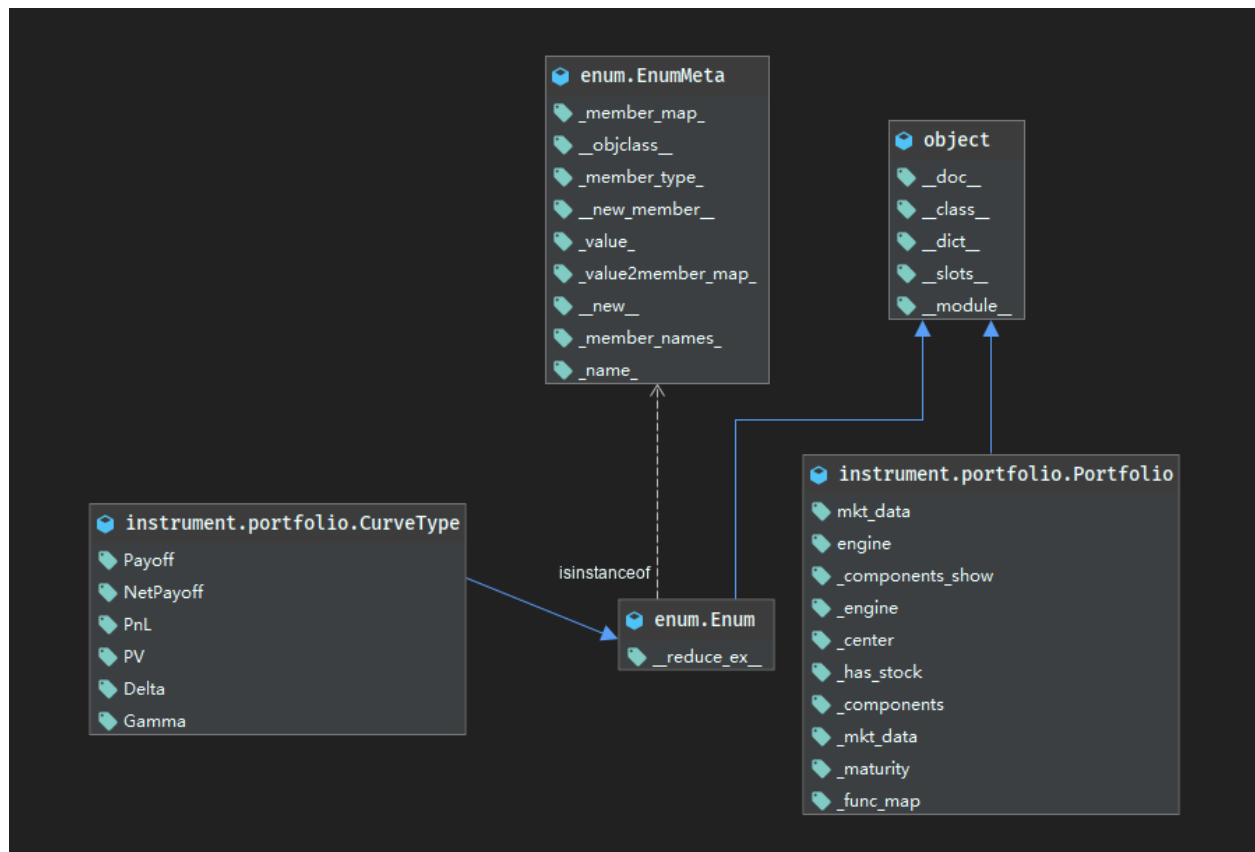 enum.EnumMeta
_member_map_
__objclass__
_member_type_
__new_member__
_value_
_value2member_map_
__new__
_member_names_
_name_
object
__doc__
__class__
__dict__
__slots__
__module__
instrument.portfolio.CurveType
Payoff
NetPayoff
PnL
PV
Delta
Gamma
isinstanceof
enum.Enum
__reduce_ex__
instrument.portfolio.Portfolio
mkt_data
engine
_components_show
_engine
_center
_has_stock
_components
_mkt_data
_maturity
_func_map